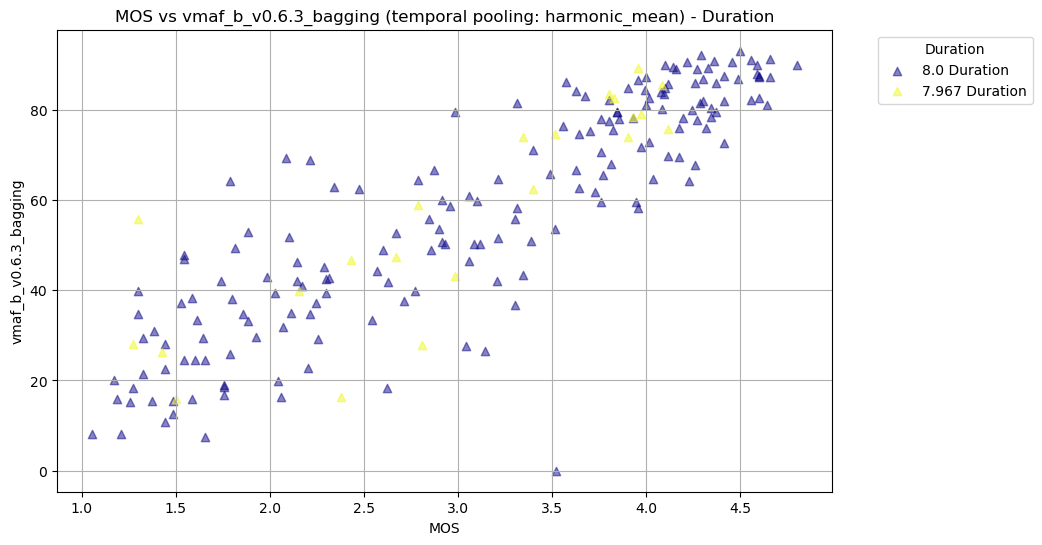 MOS vs vmaf_b_v0.6.3_bagging (temporal pooling: harmonic_mean) - Duration
Duration
8.0 Duration
7.967 Duration
vmaf_b_v0.6.3_bagging
80
60
40
20
0
1.0 1.5 2.0 2.5 3.0 3.5 4.0 4.5
MOS